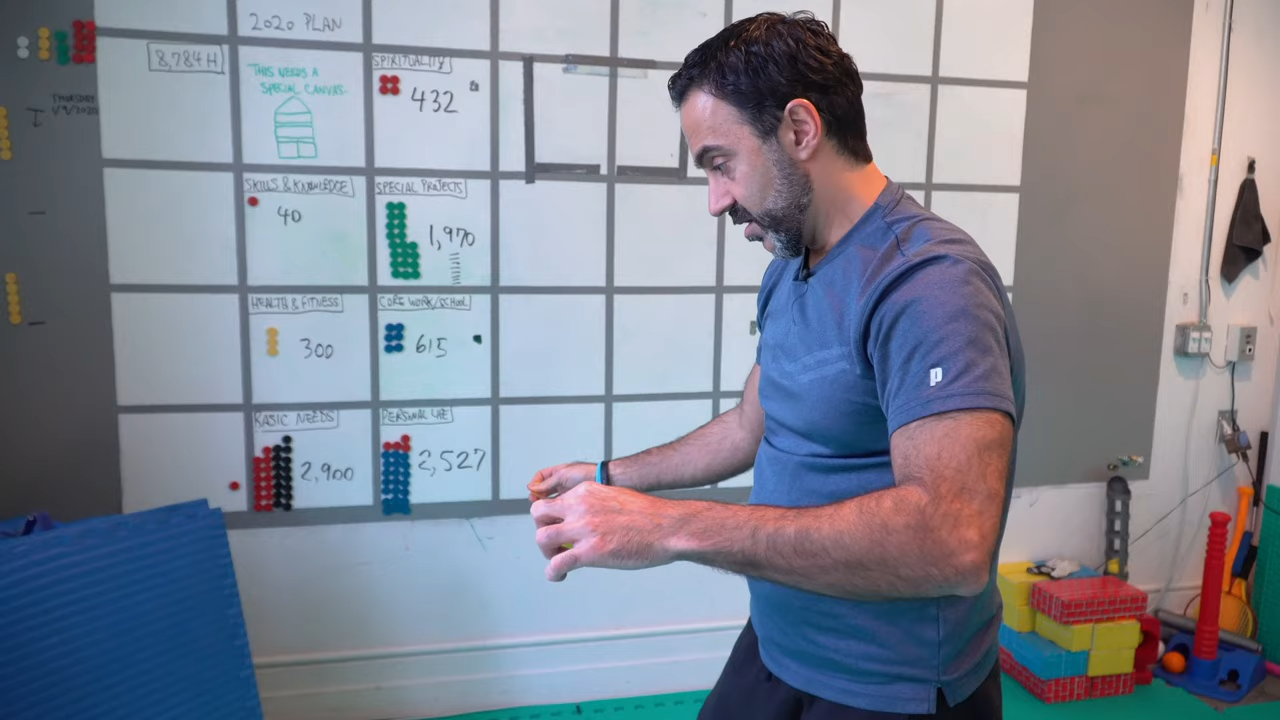 2020 PLAN
8,784 H
THIS NEEDS A
SPECIAL CANVAS.
SPIRITUALITY
432
THURSDAY
1/9/2020
SKILLS & KNOWLEDGE
40
SPECIAL PROJECTS
1,970
HEALTH & FITNESS
300
CORE WORK/SCHOOL
615
BASIC NEEDS
2,900
PERSONAL LIFE
2,527
P